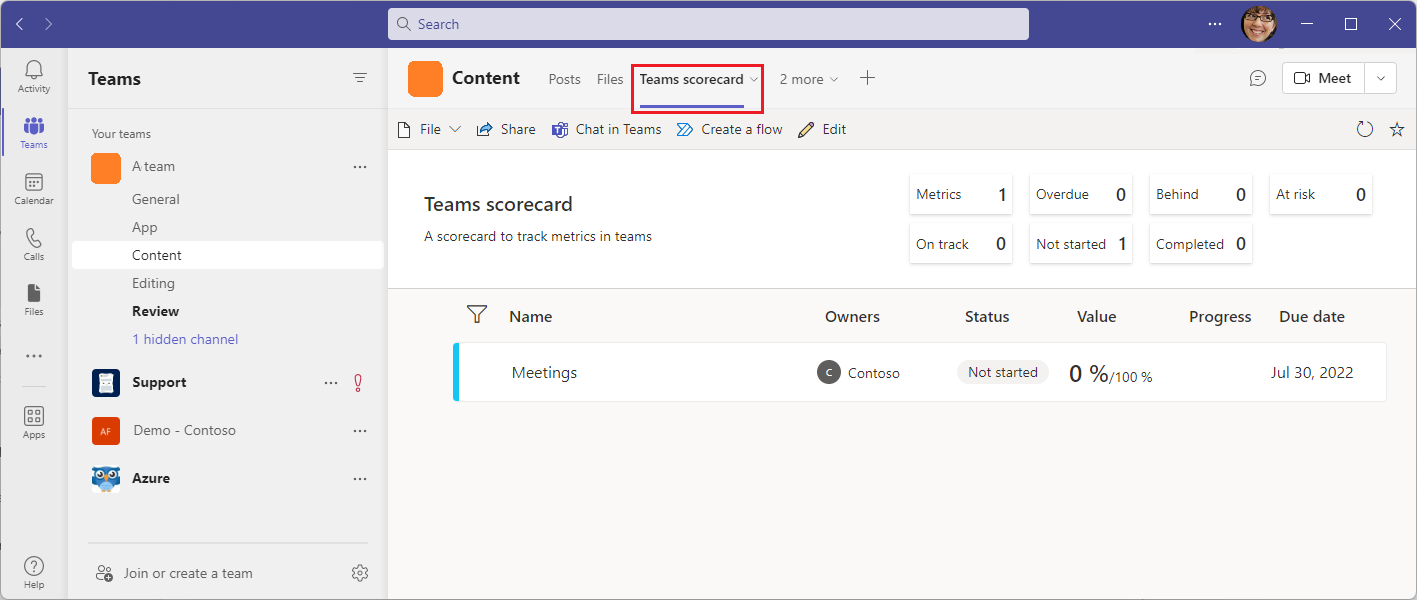 Search
Activity
Teams
Calendar
Calls
Files
Apps
Help
Teams
Your teams
A team
General
App
Content
Editing
Review
1 hidden channel
Support
AF Demo - Contoso
Azure
Join or create a team
Content Posts Files Teams scorecard 2 more Meet
File Share Chat in Teams Create a flow Edit
Teams scorecard
A scorecard to track metrics in teams
Metrics 1 Overdue 0 Behind 0 At risk 0
On track 0 Not started 1 Completed 0
Name Owners Status Value Progress Due date
Meetings C Contoso Not started 0 %/100 % Jul 30, 2022